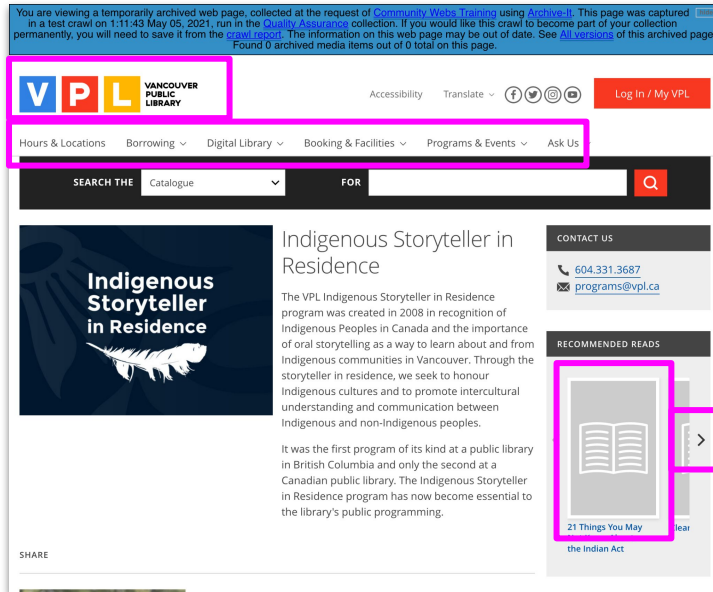 You are viewing a temporarily archived web page, collected at the request of Community Webs Training using Archive-It. This page was captured
in a test crawl on 1:11:43 May 05, 2021, run in the Quality Assurance collection. If you would like this crawl to become part of your collection
permanently, you will need to save it from the crawl report. The information on this web page may be out of date. See All versions of this archived page.
Found 0 archived media items out of 0 total on this page.
VPL VANCOUVER
PUBLIC
LIBRARY
Accessibility Translate
Log In / My VPL
Hours & Locations Borrowing Digital Library Booking & Facilities Programs & Events Ask Us
SEARCH THE Catalogue FOR
Indigenous
Storyteller
in Residence
Indigenous Storyteller in
Residence
The VPL Indigenous Storyteller in Residence
program was created in 2008 in recognition of
Indigenous Peoples in Canada and the importance
of oral storytelling as a way to learn about and from
Indigenous communities in Vancouver. Through the
storyteller in residence, we seek to honour
Indigenous cultures and to promote intercultural
understanding and communication between
Indigenous and non-Indigenous peoples.
It was the first program of its kind at a public library
in British Columbia and only the second at a
Canadian public library. The Indigenous Storyteller
in Residence program has now become essential to
the library's public programming.
CONTACT US
604.331.3687
programs@vpl.ca
RECOMMENDED READS
21 Things You May
the Indian Act
SHARE